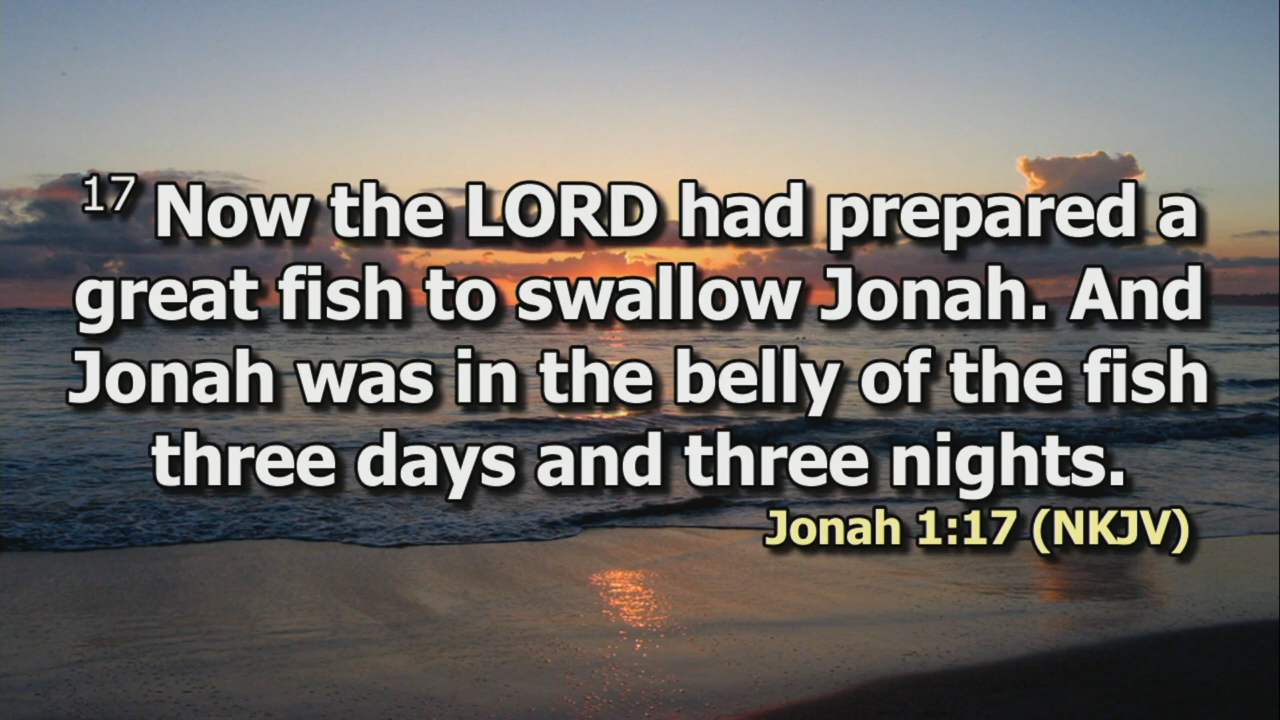 17 Now the LORD had prepared a
great fish to swallow Jonah. And
Jonah was in the belly of the fish
three days and three nights.
Jonah 1:17 (NKJV)